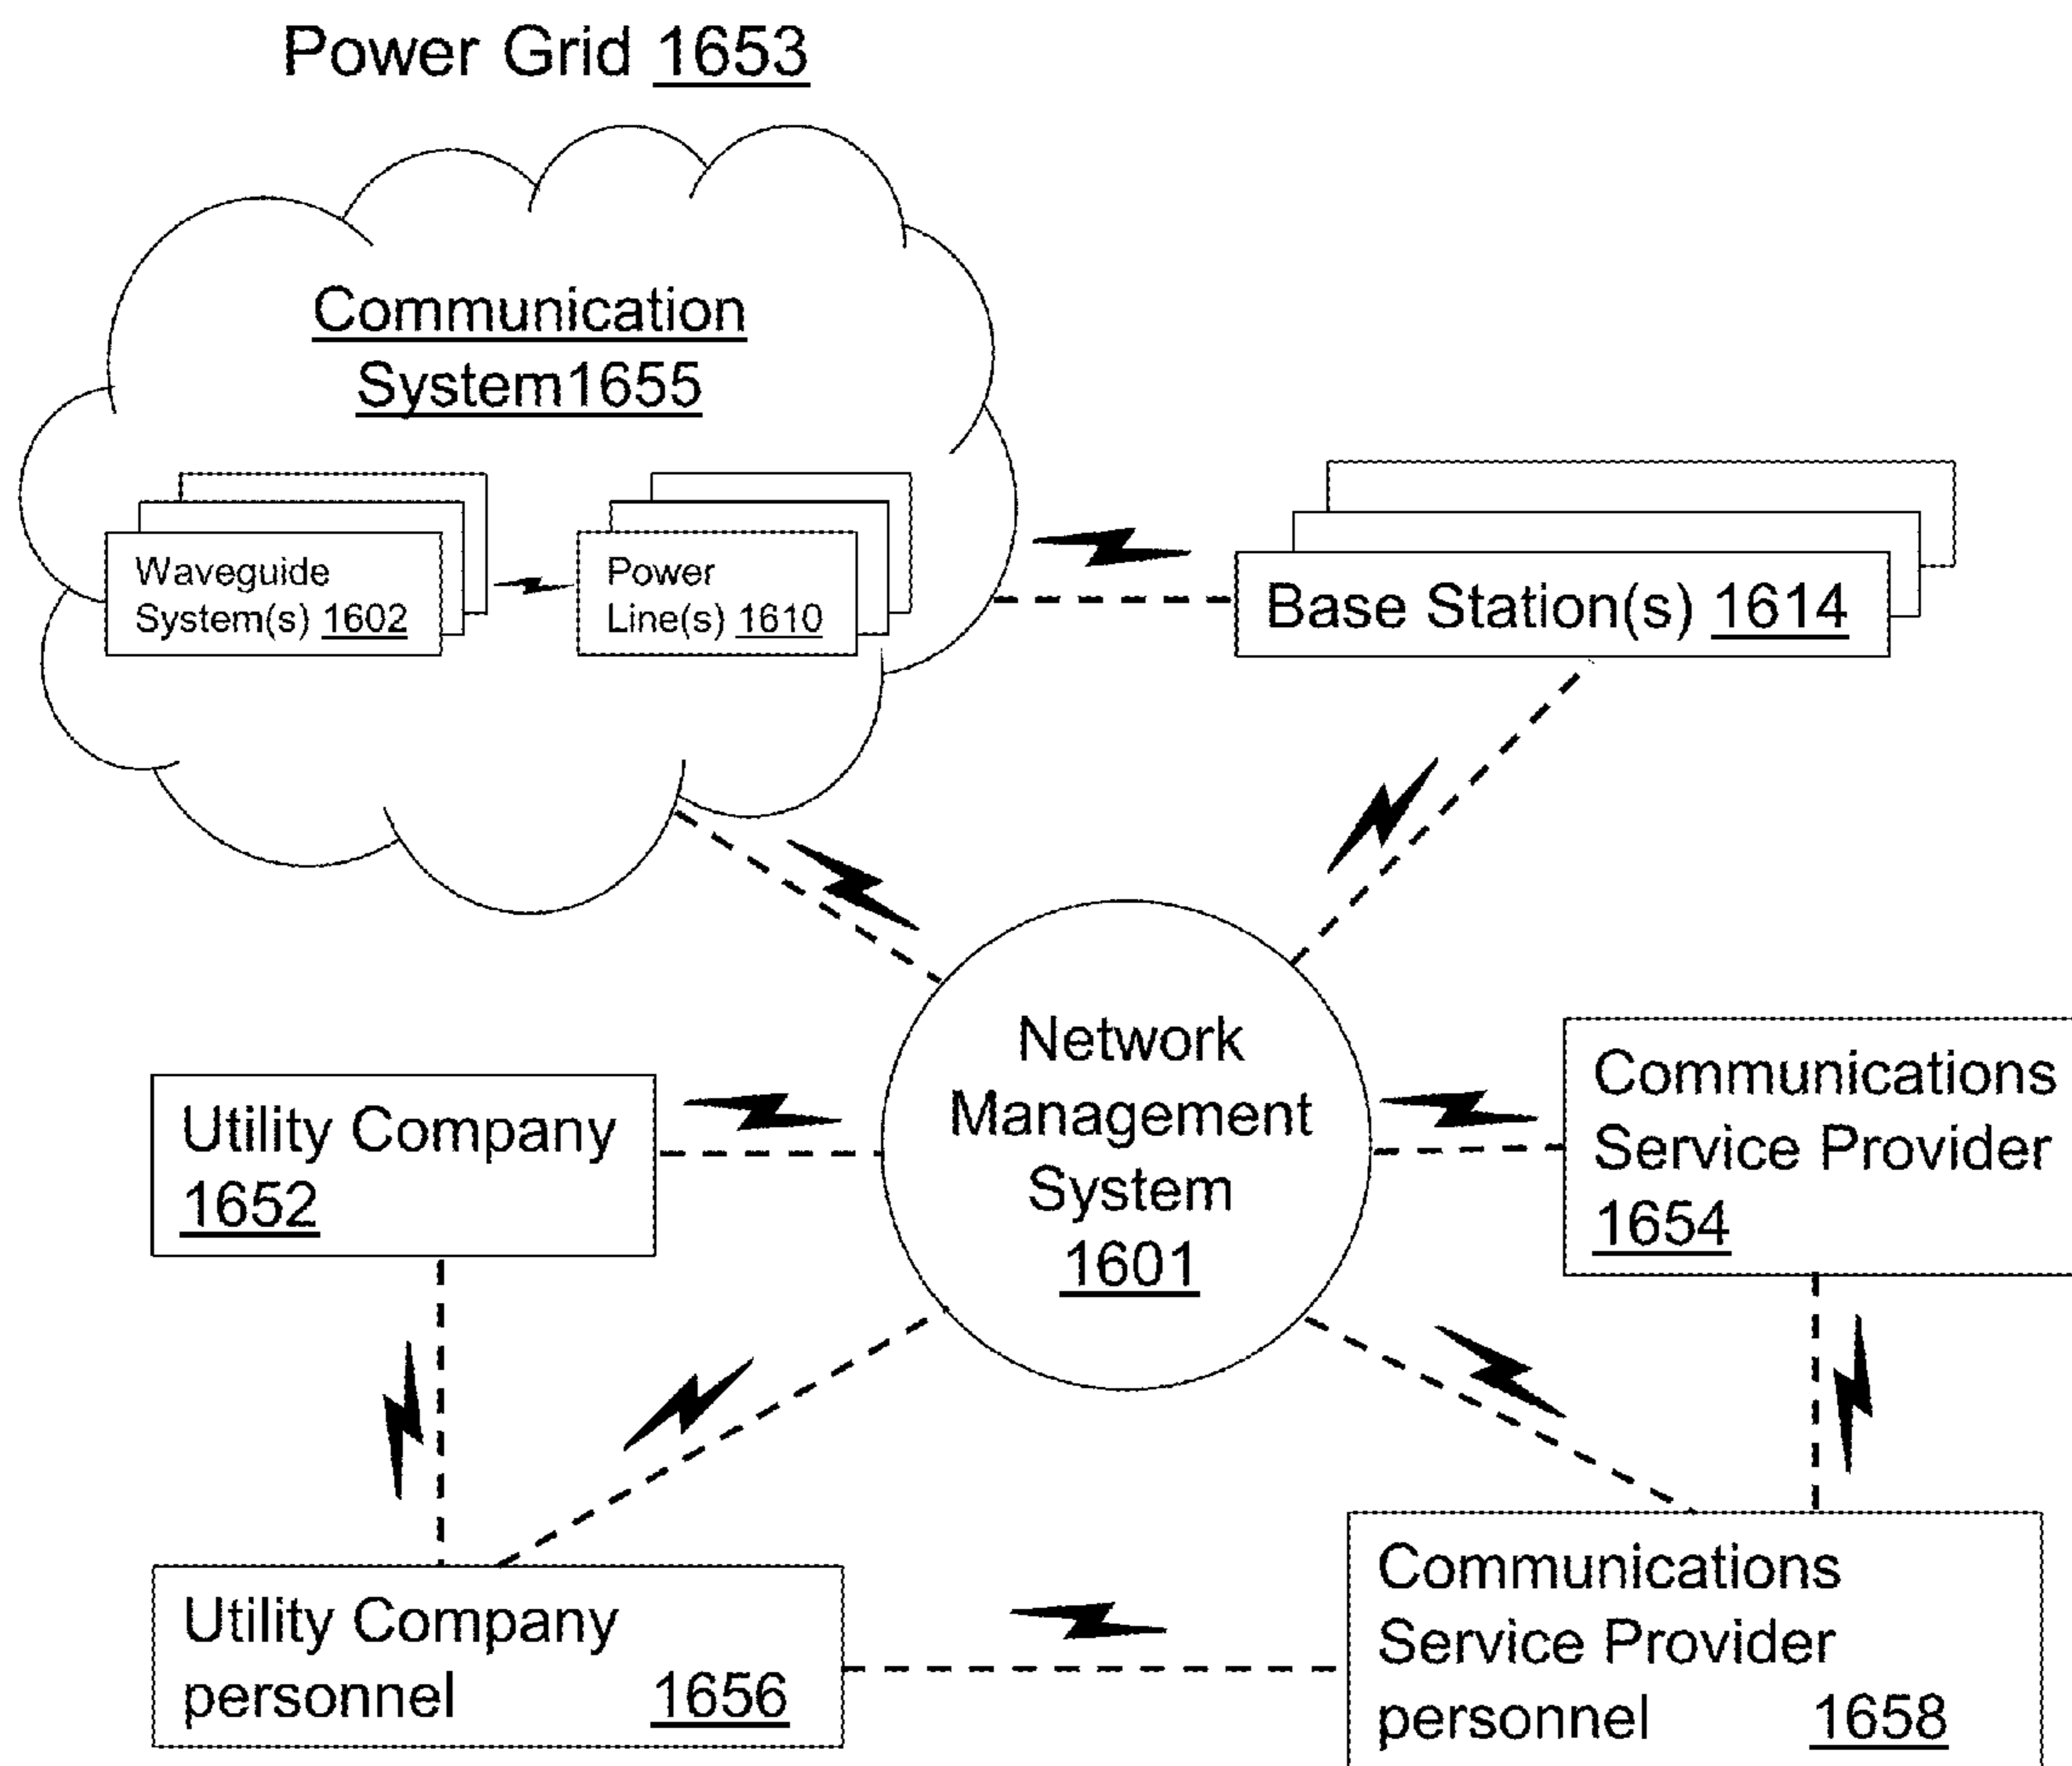 Power Grid 1653
Communication
System1655
Waveguide
System(s) 1602
Power
Line(s) 1610
Base Station(s) 1614
Network
Management
System
1601
Utility Company
1652
Communications
Service Provider
1654
Utility Company
personnel 1656
Communications
Service Provider
personnel 1658